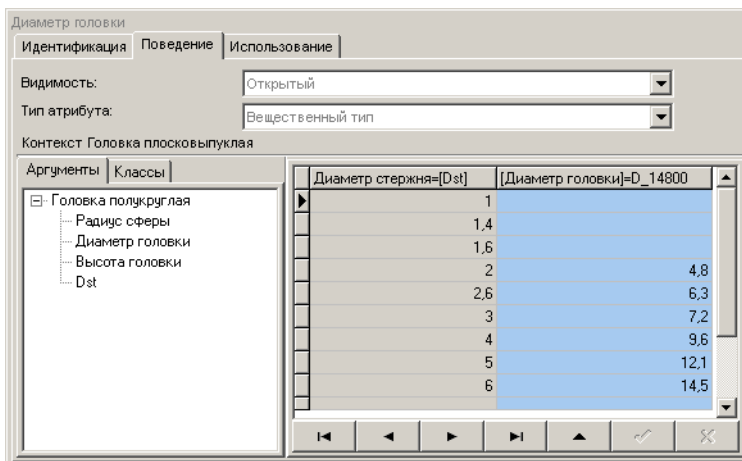 Диаметр головки
Идентификация Поведение Использование
Видимость: Открытый
Тип атрибута: Вещественный тип
Контекст Головка плосковыпуклая
Аргументы Классы
Головка полукруглая
Радиус сферы
Диаметр головки
Высота головки
Dst
Диаметр стержня=[Dst] [Диаметр головки]=D_14800
1
1,4
1,6
2 4,8
2,6 6,3
3 7,2
4 9,6
5 12,1
6 14,5